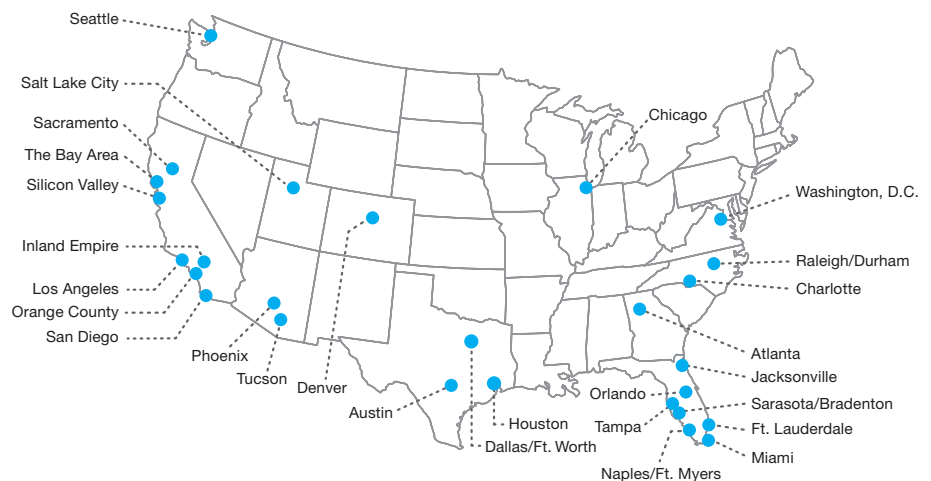 Seattle
Salt Lake City
Sacramento
The Bay Area
Silicon Valley
Inland Empire
Los Angeles
Orange County
San Diego
Phoenix
Tucson
Denver
Austin
Houston
Dallas/Ft. Worth
Chicago
Washington, D.C.
Raleigh/Durham
Charlotte
Atlanta
Jacksonville
Orlando
Sarasota/Bradenton
Tampa
Ft. Lauderdale
Miami
Naples/Ft. Myers